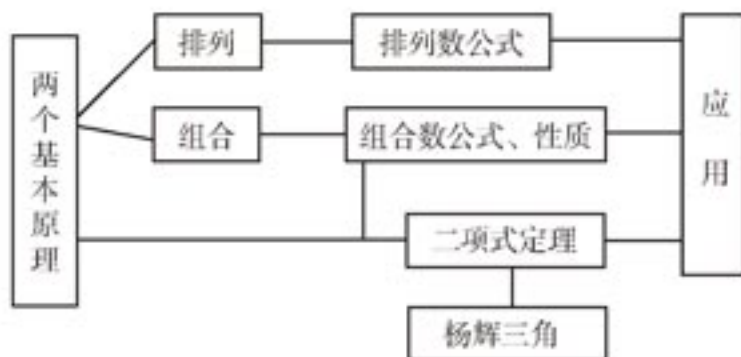 两个基本原理
排列
排列数公式
组合
组合数公式、性质
二项式定理
杨辉三角
应用